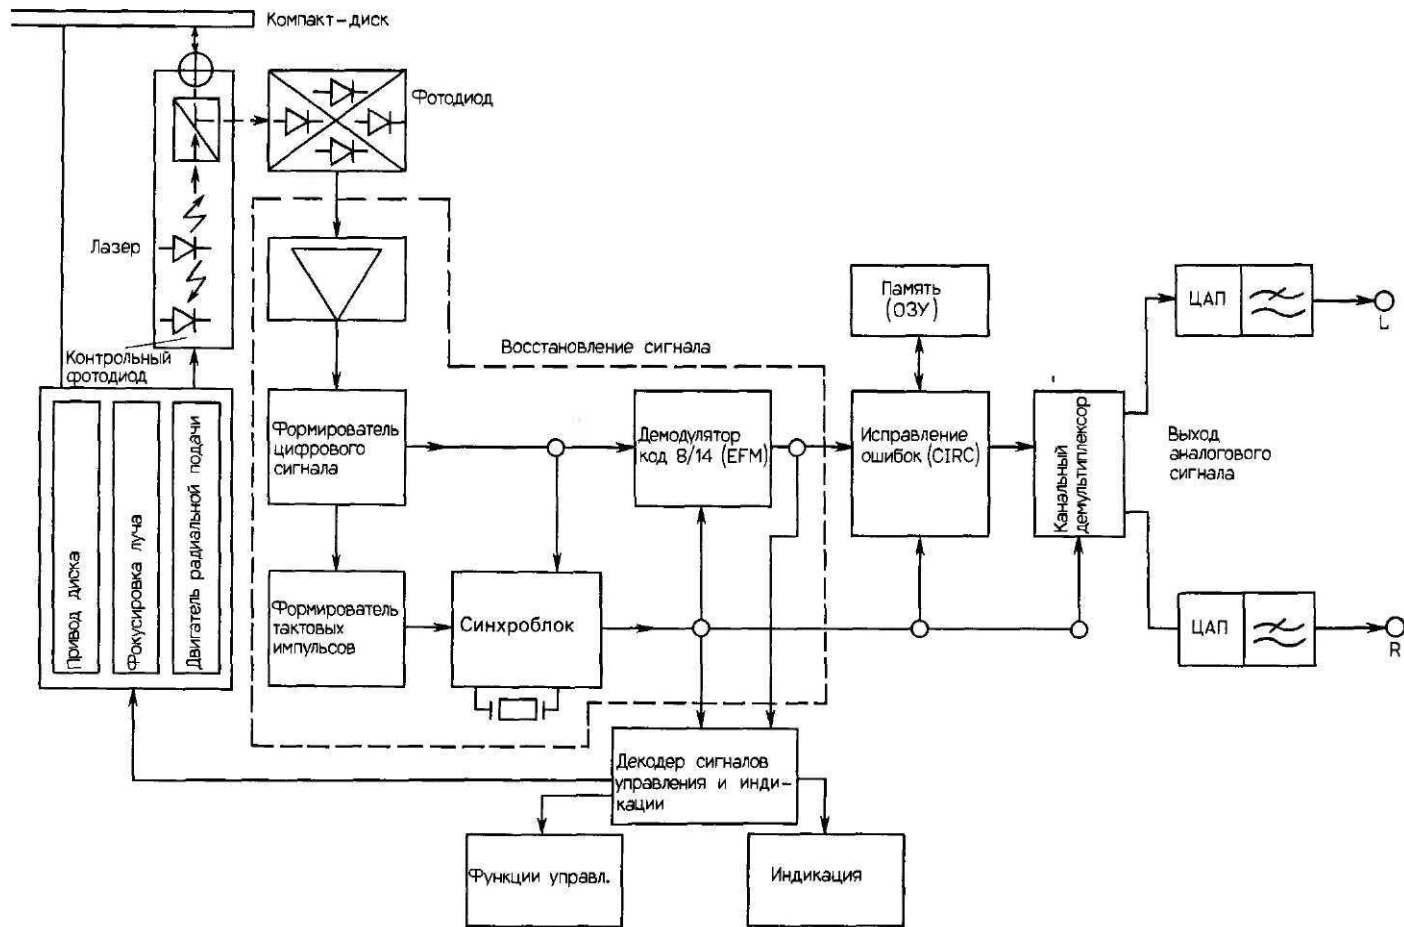 Компакт-диск
Фотодиод
Лазер
Контрольный
фотодиод
Привод диска
Фокусировка луча
Двигатель радиальной подачи
Восстановление сигнала
Формирователь
цифрового
сигнала
Формирователь
тактовых
импульсов
Синхроблок
Демодулятор
код 8/14 (EFM)
Память
(ОЗУ)
Исправление
ошибок (CIRC)
Канальный
демультиплексор
ЦАП
L
Выход
аналогового
сигнала
ЦАП
R
Декодер сигналов
управления и инди-
кации
Функции управл.
Индикация